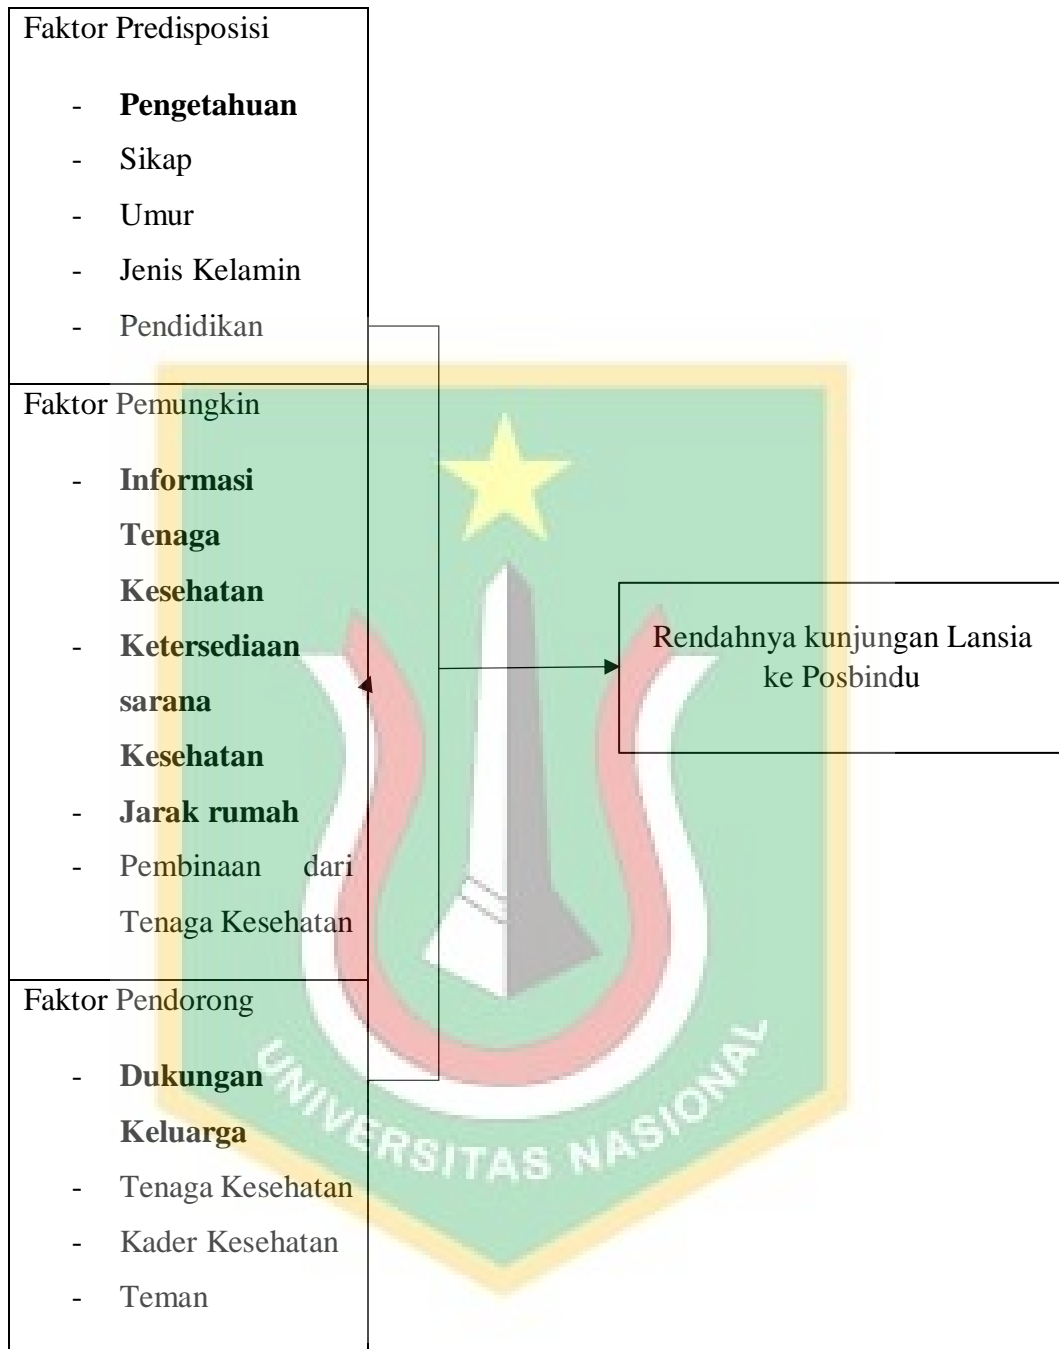 Faktor Predisposisi
- Pengetahuan
- Sikap
- Umur
- Jenis Kelamin
- Pendidikan
Faktor Pemungkin
- Informasi
Tenaga
Kesehatan
- Ketersediaan
sarana
Kesehatan
- Jarak rumah
- Pembinaan dari
Tenaga Kesehatan
Faktor Pendorong
- Dukungan
Keluarga
- Tenaga Kesehatan
- Kader Kesehatan
- Teman
Rendahnya kunjungan Lansia
ke Posbindu
UNIVERSITAS NASIONAL